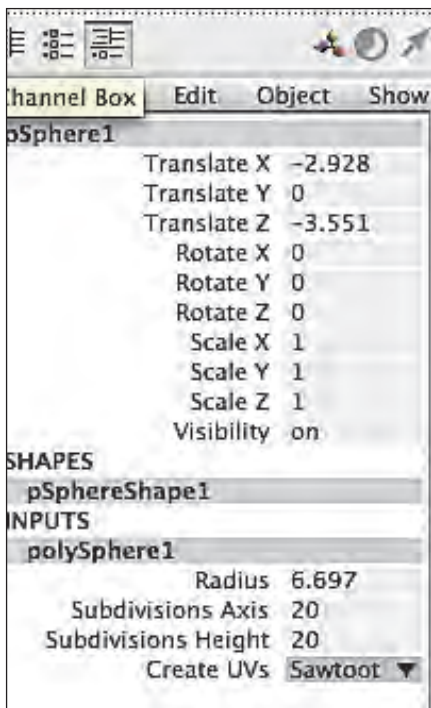 Channel Box Edit Object Show
pSphere1
Translate X -2.928
Translate Y 0
Translate Z -3.551
Rotate X 0
Rotate Y 0
Rotate Z 0
Scale X 1
Scale Y 1
Scale Z 1
Visibility on
SHAPES
pSphereShape1
INPUTS
polySphere1
Radius 6.697
Subdivisions Axis 20
Subdivisions Height 20
Create UVs Sawtoot